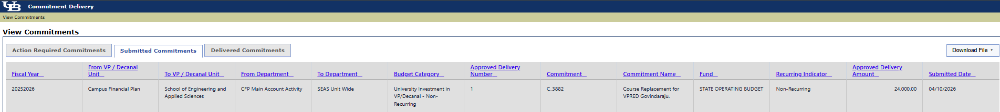 UB Commitment Delivery
View Commitments
View Commitments
Action Required Commitments
Submitted Commitments
Delivered Commitments
Download File
Fiscal Year
From VP / Decanal
Unit
To VP / Decanal Unit
From Department
To Department
Budget Category
Approved Delivery
Number
Commitment
Commitment Name
Fund
Recurring Indicator
Approved Delivery
Amount
Submitted Date
20252026
Campus Financial Plan
School of Engineering and
Applied Sciences
CFP Main Account Activity
SEAS Unit Wide
University Investment in
VP/Decanal - Non-
Recurring
1
C_3882
Course Replacement for
VPRED Govindaraju.
STATE OPERATING BUDGET
Non-Recurring
24,000.00
04/10/2026